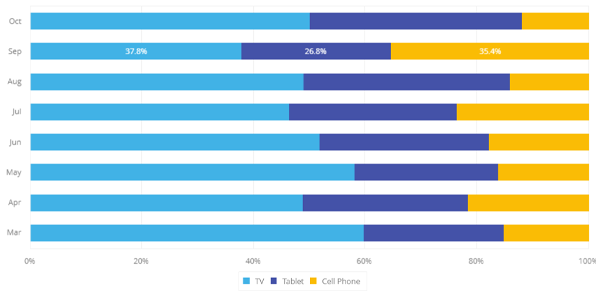 Oct
Sep 37.8% 26.8% 35.4%
Aug
Jul
Jun
May
Apr
Mar
0% 20% 40% 60% 80% 100%
TV Tablet Cell Phone